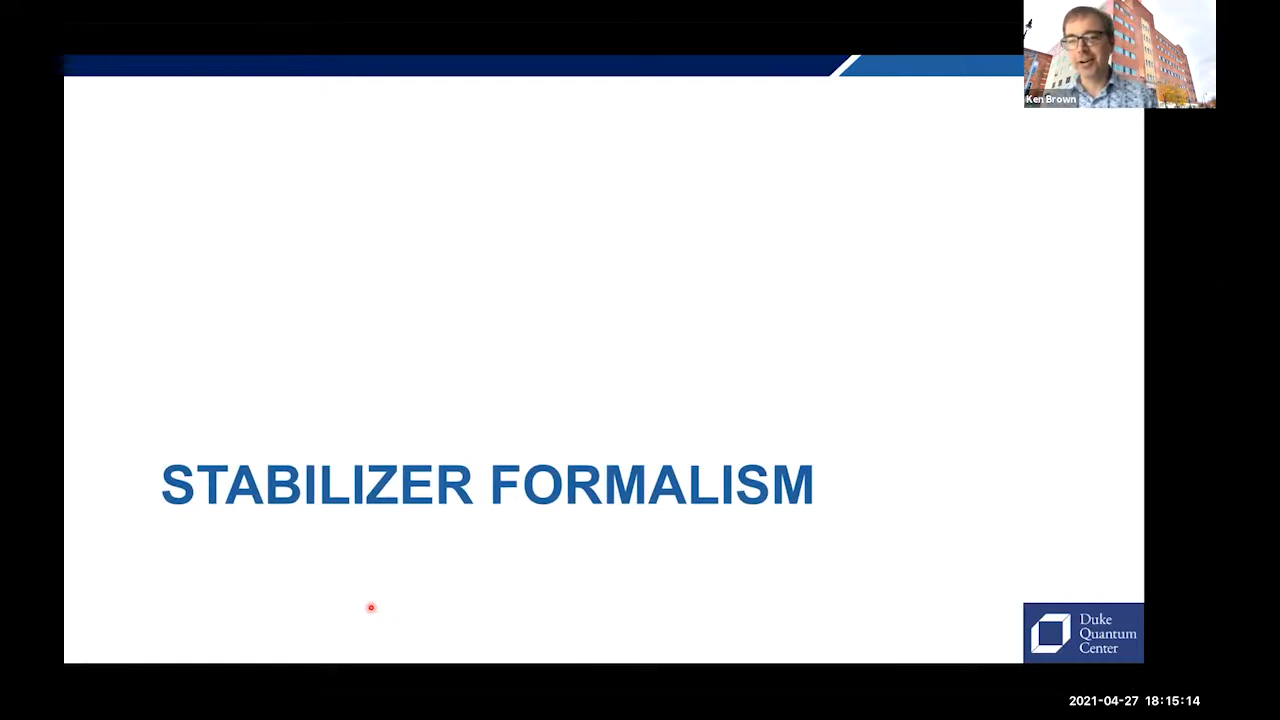 Ken Brown
STABILIZER FORMALISM
Duke
Quantum
Center
2021-04-27 18:15:14